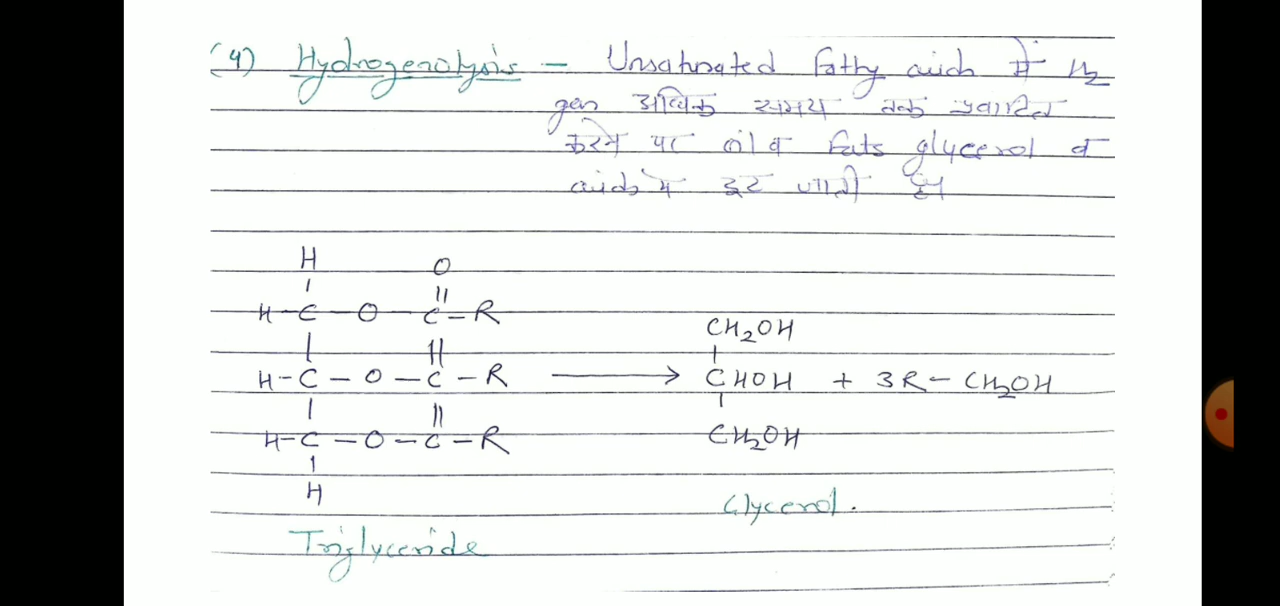 (4) Hydrogenolysis – Unsaturated Fatty acids में H2
gas अधिक समय तक प्रवाहित
करने पर oil व Fats glycerol व
acids में टूट जाती है।
H O
H-C-O-C-R
CH2OH
H-C-O-C-R → CHOH + 3R-CH2OH
H-C-O-C-R CH2OH
H
Glycerol.
Triglyceride